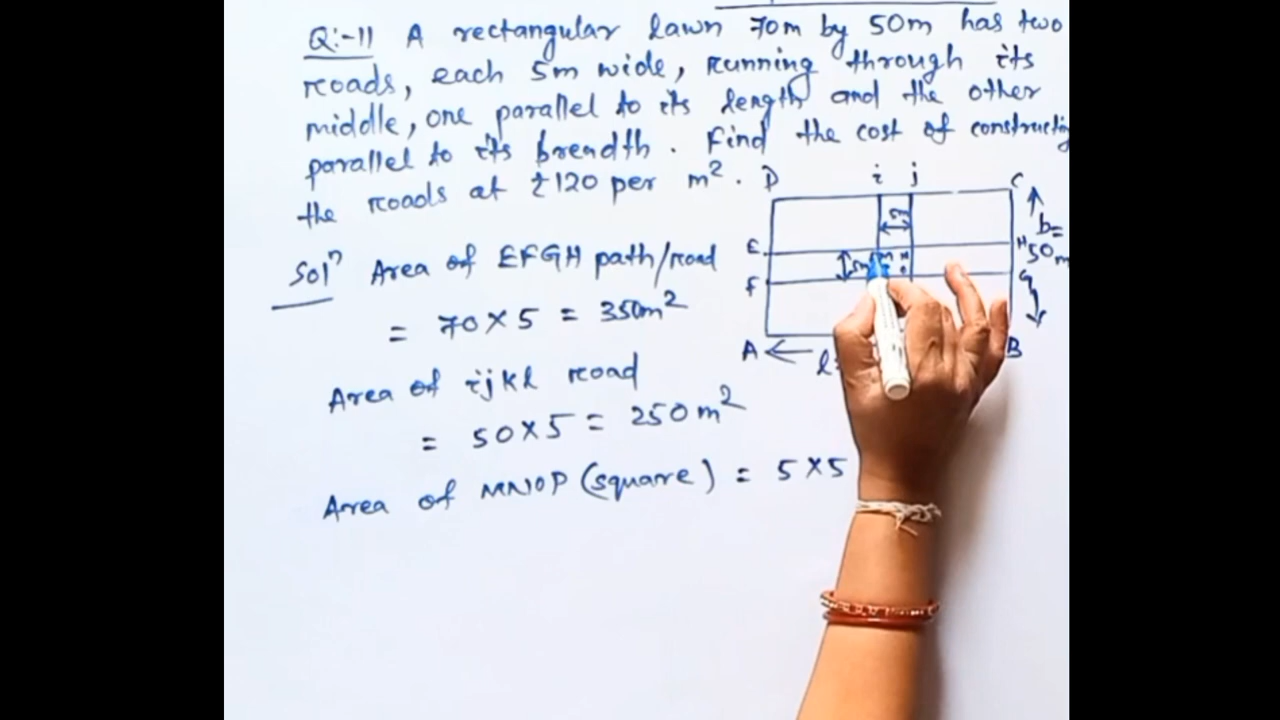 Q:-11 A rectangular lawn 70m by 50m has two
roads, each 5m wide, running through its
middle, one parallel to its length and the other
parallel to its breadth. Find the cost of constructing
the roads at ₹120 per m².
D i j C
5m
b=
E H 50m
5m
F G
A ← l B
Solⁿ Area of EFGH path/road
= 70×5 = 350m²
Area of ijkl road
= 50×5 = 250m²
Area of MNOP (square) = 5×5